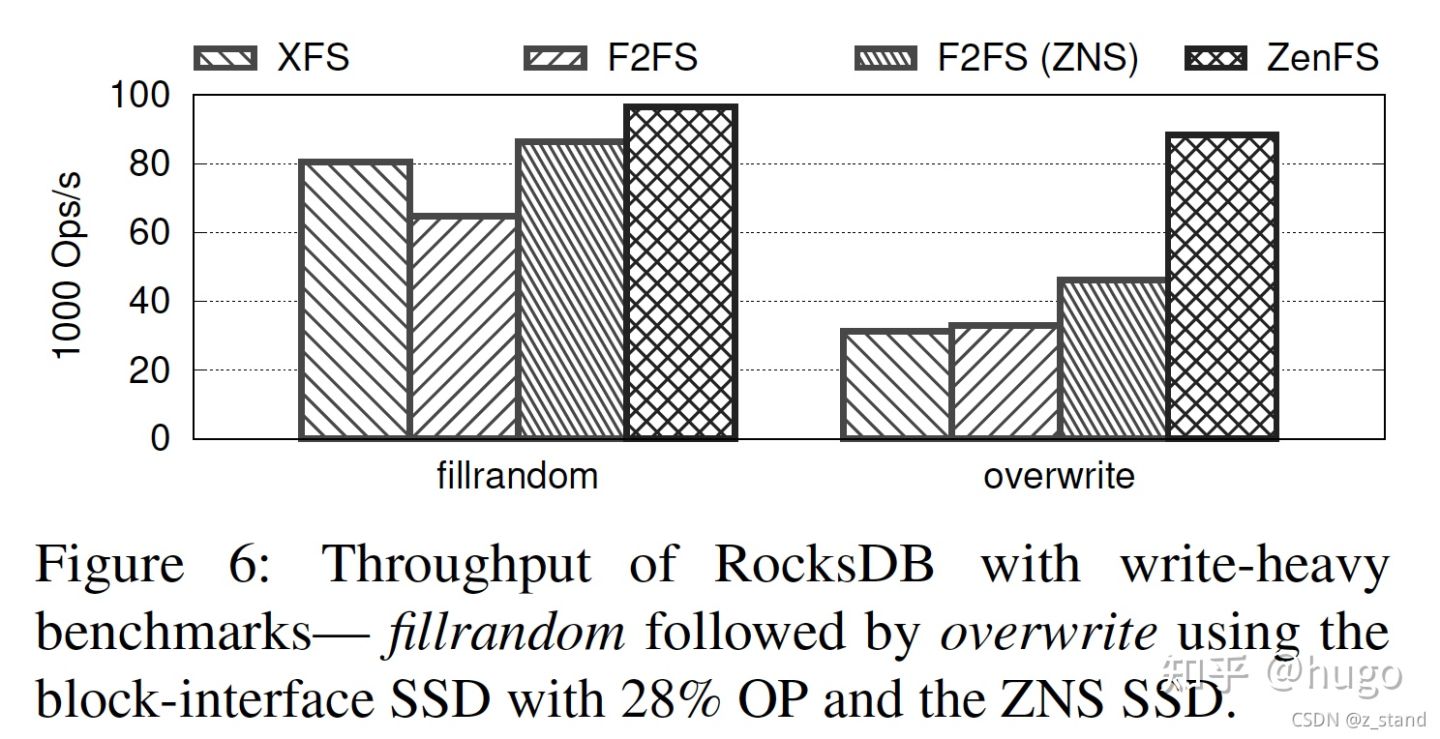 XFS F2FS F2FS (ZNS) ZenFS
100
80
60
40
20
0
1000 Ops/s
fillrandom overwrite
Figure 6: Throughput of RocksDB with write-heavy
benchmarks— fillrandom followed by overwrite using the
block-interface SSD with 28% OP and the ZNS SSD.
知乎 @hugo
CSDN @z_stand